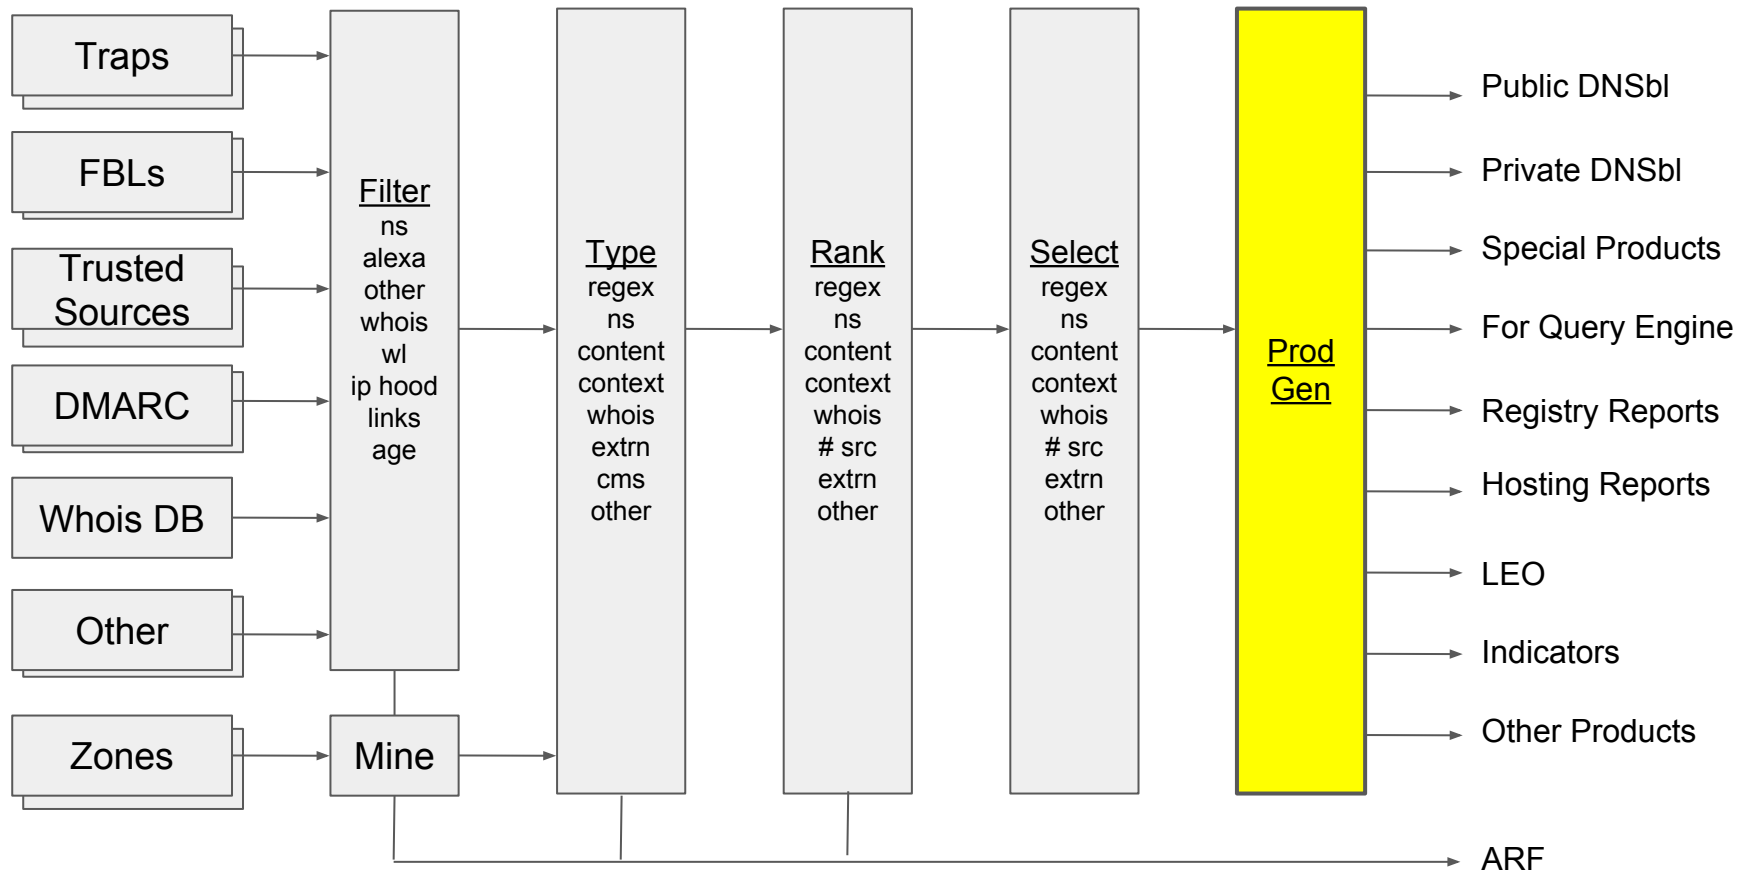 Traps
FBLs
Trusted
Sources
DMARC
Whois DB
Other
Zones
Filter
ns
alexa
other
whois
wl
ip hood
links
age
Mine
Type
regex
ns
content
context
whois
extrn
cms
other
Rank
regex
ns
content
context
whois
# src
extrn
other
Select
regex
ns
content
context
whois
# src
extrn
other
Prod
Gen
Public DNSbl
Private DNSbl
Special Products
For Query Engine
Registry Reports
Hosting Reports
LEO
Indicators
Other Products
ARF